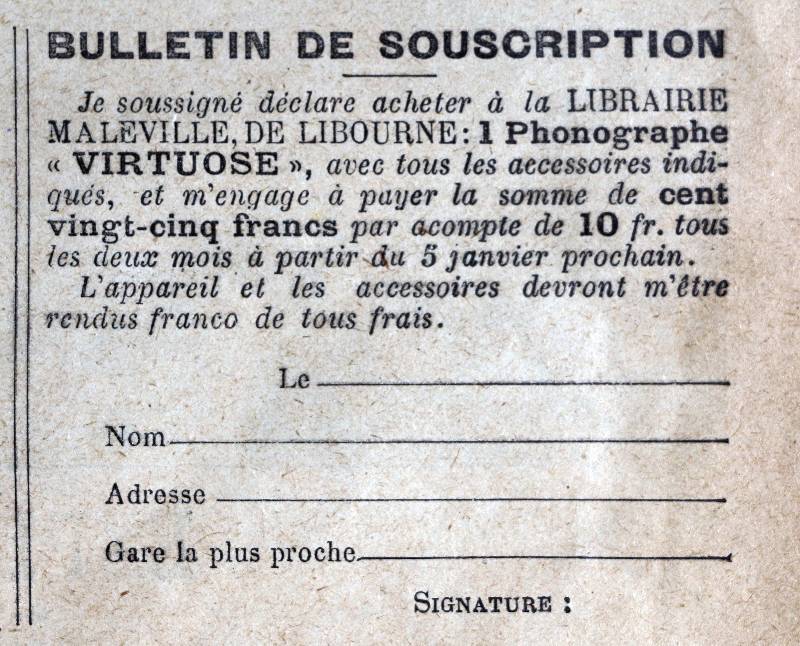 BULLETIN DE SOUSCRIPTION
Je soussigné déclare acheter à la LIBRAIRIE
MALEVILLE, DE LIBOURNE: 1 Phonographe
« VIRTUOSE », avec tous les accessoires indi-
qués, et m'engage à payer la somme de cent
vingt-cinq francs par acompte de 10 fr. tous
les deux mois à partir du 5 janvier prochain.
L'appareil et les accessoires devront m'être
rendus franco de tous frais.
Le
Nom
Adresse
Gare la plus proche
SIGNATURE :